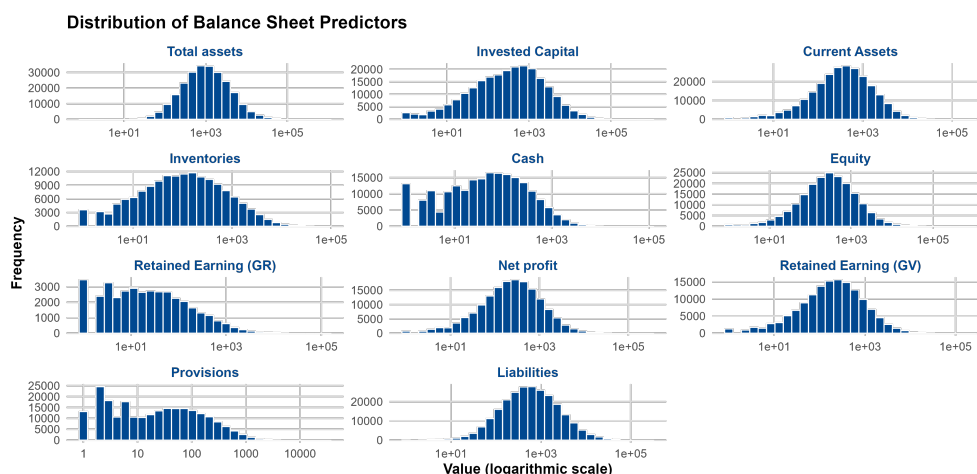 Distribution of Balance Sheet Predictors
Total assets
Invested Capital
Current Assets
30000
20000
10000
0
1e+01
1e+03
1e+05
20000
15000
10000
5000
0
1e+01
1e+03
1e+05
20000
10000
0
1e+01
1e+03
1e+05
Inventories
Cash
Equity
12000
9000
6000
3000
0
1e+01
1e+03
1e+05
15000
10000
5000
0
1e+01
1e+03
1e+05
25000
20000
15000
10000
5000
0
1e+01
1e+03
1e+05
Frequency
Retained Earning (GR)
Net profit
Retained Earning (GV)
3000
2000
1000
0
1e+01
1e+03
1e+05
15000
10000
5000
0
1e+01
1e+03
1e+05
15000
10000
5000
0
1e+01
1e+03
1e+05
Provisions
Liabilities
25000
20000
15000
10000
5000
0
1
10
100
1000
10000
20000
10000
0
1e+01
1e+03
1e+05
Value (logarithmic scale)